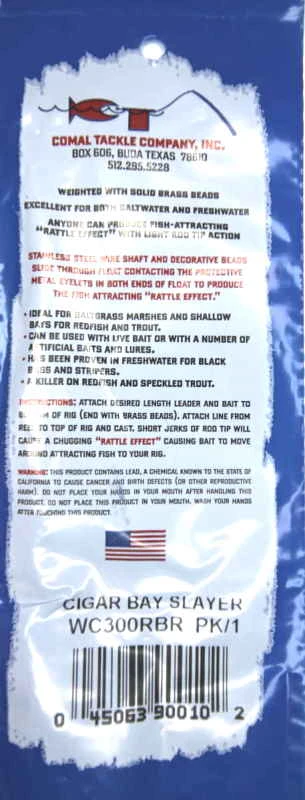 COMAL TACKLE COMPANY, INC.
BOX 606, BUDA TEXAS 78610
512.295.5228
WEIGHTED WITH SOLID BRASS BEADS
EXCELLENT FOR BOTH SALTWATER AND FRESHWATER
ANYONE CAN PRODUCE FISH-ATTRACTING
"RATTLE EFFECT" WITH LIGHT ROD TIP ACTION
STAINLESS STEEL WIRE SHAFT AND DECORATIVE BEADS
SLIDE THROUGH FLOAT CONTACTING THE PROTECTIVE
METAL EYELETS IN BOTH ENDS OF FLOAT TO PRODUCE
THE FISH ATTRACTING "RATTLE EFFECT."
• IDEAL FOR SALTGRASS MARSHES AND SHALLOW
BAYS FOR REDFISH AND TROUT.
• CAN BE USED WITH LIVE BAIT OR WITH A NUMBER OF
ARTIFICIAL BAITS AND LURES.
• HAS BEEN PROVEN IN FRESHWATER FOR BLACK
BASS AND STRIPERS.
• A KILLER ON REDFISH AND SPECKLED TROUT.
INSTRUCTIONS: ATTACH DESIRED LENGTH LEADER AND BAIT TO
BOTTOM OF RIG (END WITH BRASS BEADS). ATTACH LINE FROM
REEL TO TOP OF RIG AND CAST. SHORT JERKS OF ROD TIP WILL
CAUSE A CHUGGING "RATTLE EFFECT" CAUSING BAIT TO MOVE
AROUND ATTRACTING FISH TO YOUR RIG.
WARNING: THIS PRODUCT CONTAINS LEAD, A CHEMICAL KNOWN TO THE STATE OF
CALIFORNIA TO CAUSE CANCER AND BIRTH DEFECTS (OR OTHER REPRODUCTIVE
HARM). DO NOT PLACE YOUR HANDS IN YOUR MOUTH AFTER HANDLING THIS
PRODUCT. DO NOT PLACE THIS PRODUCT IN YOUR MOUTH. WASH YOUR HANDS
AFTER TOUCHING THIS PRODUCT.
CIGAR BAY SLAYER
WC300RBR PK/1
0 45063 90010 2